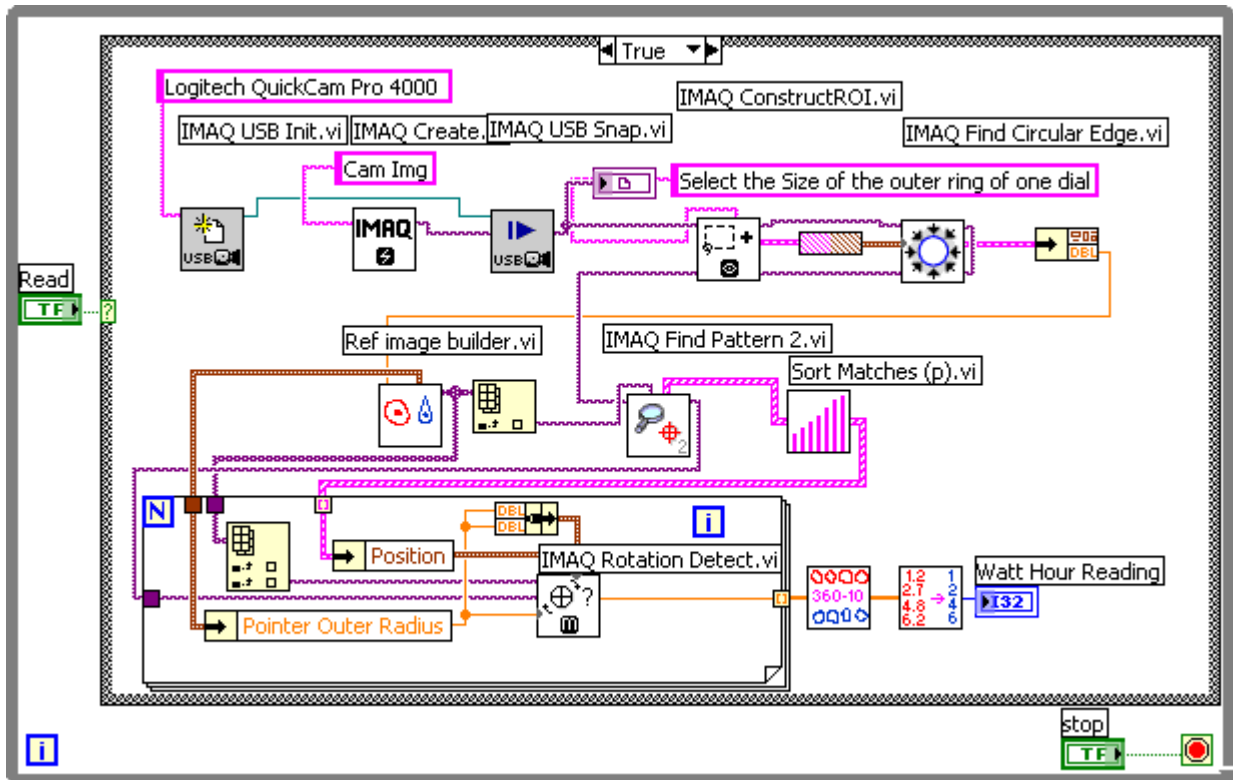 True
Logitech QuickCam Pro 4000
IMAQ ConstructROI.vi
IMAQ USB Init.vi
IMAQ Create.
IMAQ USB Snap.vi
IMAQ Find Circular Edge.vi
Cam Img
Select the Size of the outer ring of one dial
USB
IMAQ
USB
DBL
Read
TF
?
Ref image builder.vi
IMAQ Find Pattern 2.vi
Sort Matches (p).vi
2
N
i
DBL
DBL
Position
IMAQ Rotation Detect.vi
?
Pointer Outer Radius
360-10
1.2 1
2.7 2
4.8 4
6.2 6
Watt Hour Reading
I32
stop
TF
i